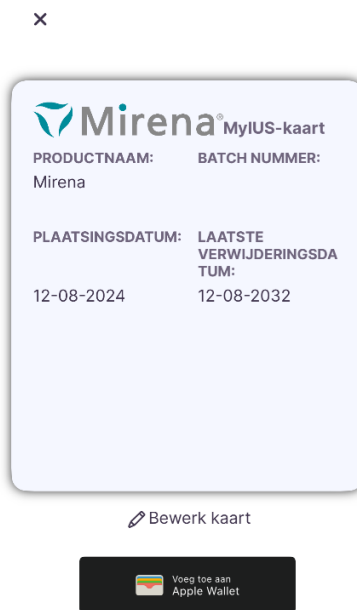 Mirena® MyIUS-kaart
PRODUCTNAAM: BATCH NUMMER:
Mirena
PLAATSINGSDATUM: LAATSTE
VERWIJDERINGSDA
TUM:
12-08-2024 12-08-2032
Bewerk kaart
Voeg toe aan
Apple Wallet